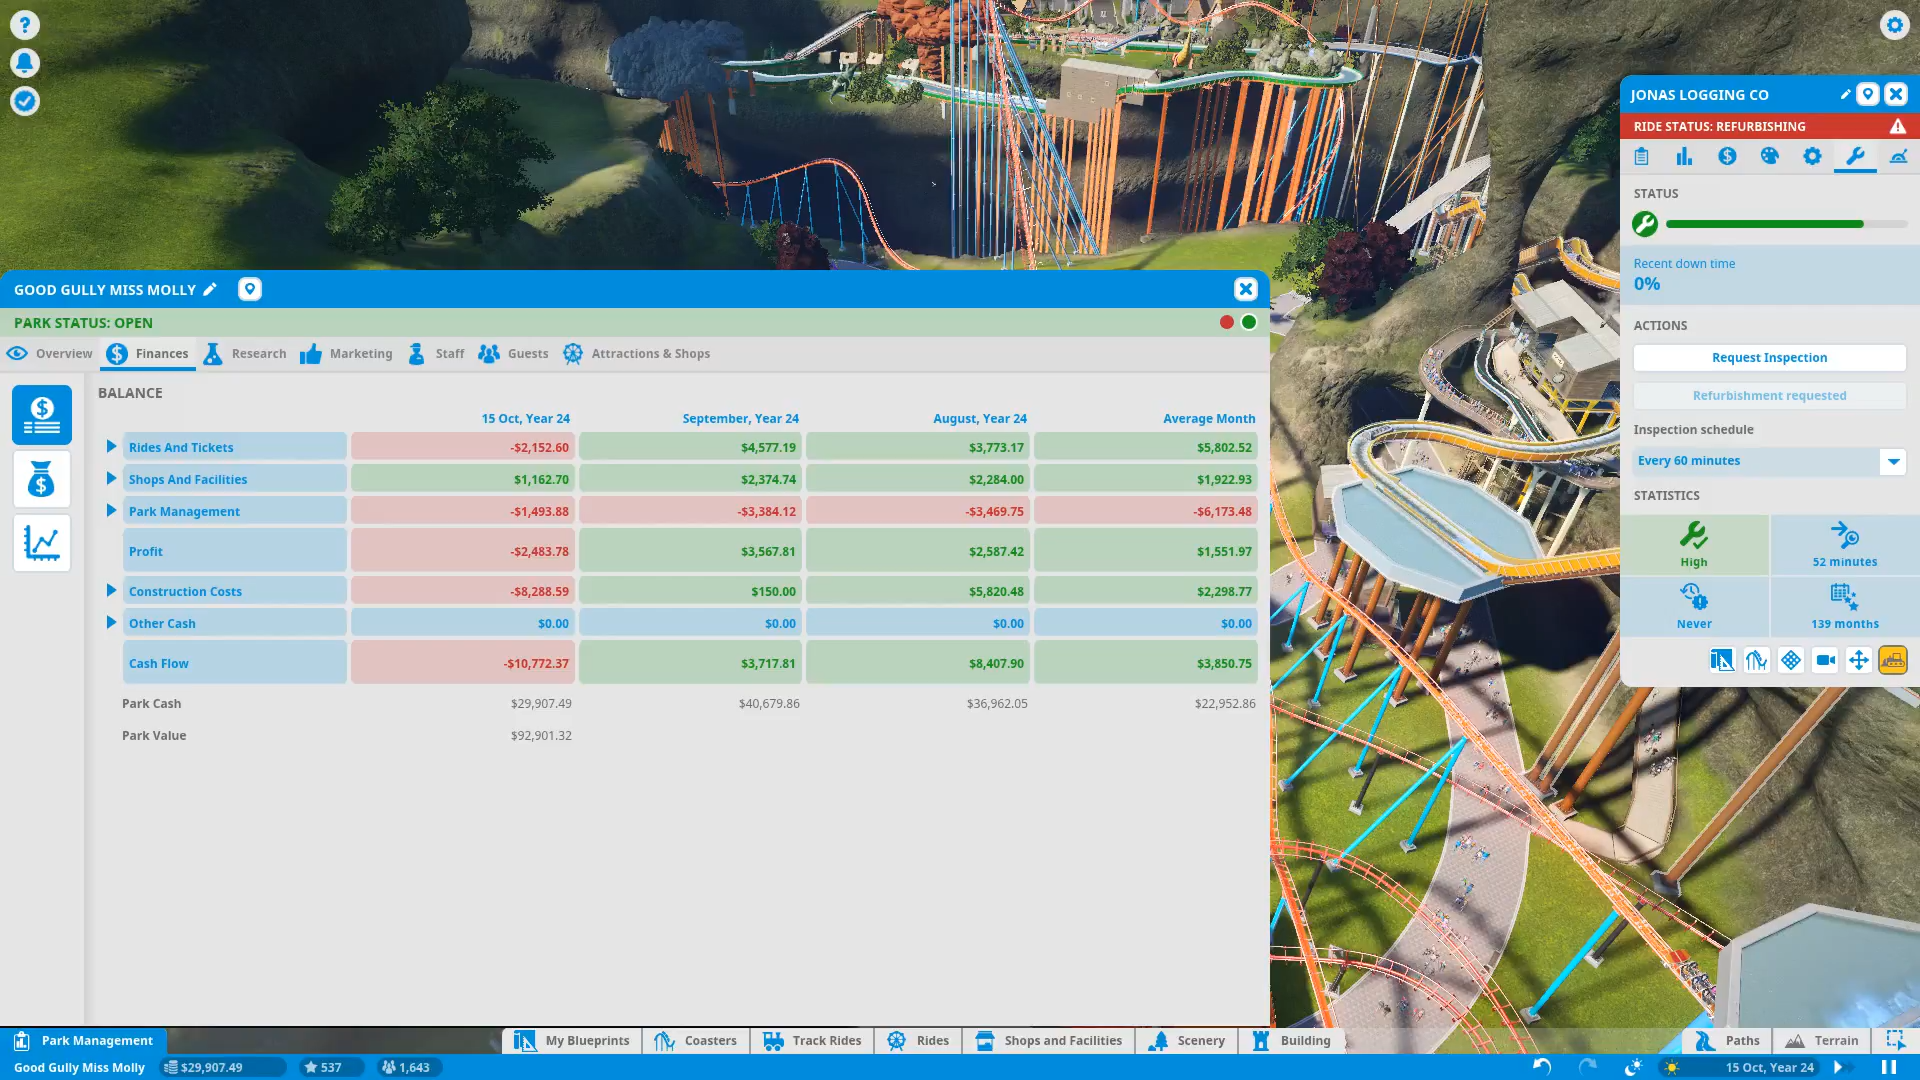 JONAS LOGGING CO
RIDE STATUS: REFURBISHING
STATUS
Recent down time
0%
ACTIONS
Request Inspection
Refurbishment requested
Inspection schedule
Every 60 minutes
STATISTICS
High
52 minutes
Never
139 months
GOOD GULLY MISS MOLLY
PARK STATUS: OPEN
Overview Finances Research Marketing Staff Guests Attractions & Shops
BALANCE
15 Oct, Year 24 September, Year 24 August, Year 24 Average Month
Rides And Tickets -$2,152.60 $4,577.19 $3,773.17 $5,802.52
Shops And Facilities $1,162.70 $2,374.74 $2,284.00 $1,922.93
Park Management -$1,493.88 -$3,384.12 -$3,469.75 -$6,173.48
Profit -$2,483.78 $3,567.81 $2,587.42 $1,551.97
Construction Costs -$8,288.59 $150.00 $5,820.48 $2,298.77
Other Cash $0.00 $0.00 $0.00 $0.00
Cash Flow -$10,772.37 $3,717.81 $8,407.90 $3,850.75
Park Cash $29,907.49 $40,679.86 $36,962.05 $22,952.86
Park Value $92,901.32
Park Management My Blueprints Coasters Track Rides Rides Shops and Facilities Scenery Building Paths Terrain
Good Gully Miss Molly $29,907.49 537 1,643 15 Oct, Year 24